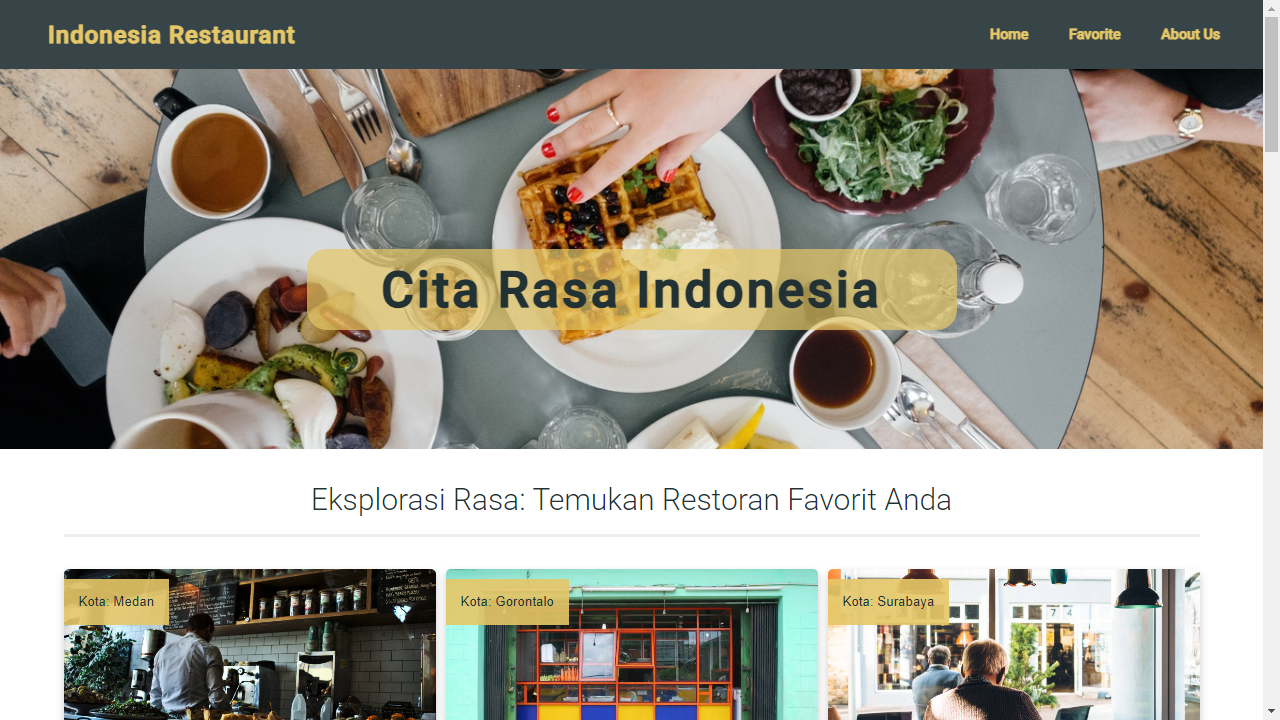 Indonesia Restaurant
Home Favorite About Us
Cita Rasa Indonesia
Eksplorasi Rasa: Temukan Restoran Favorit Anda
Kota: Medan
Kota: Gorontalo
Kota: Surabaya